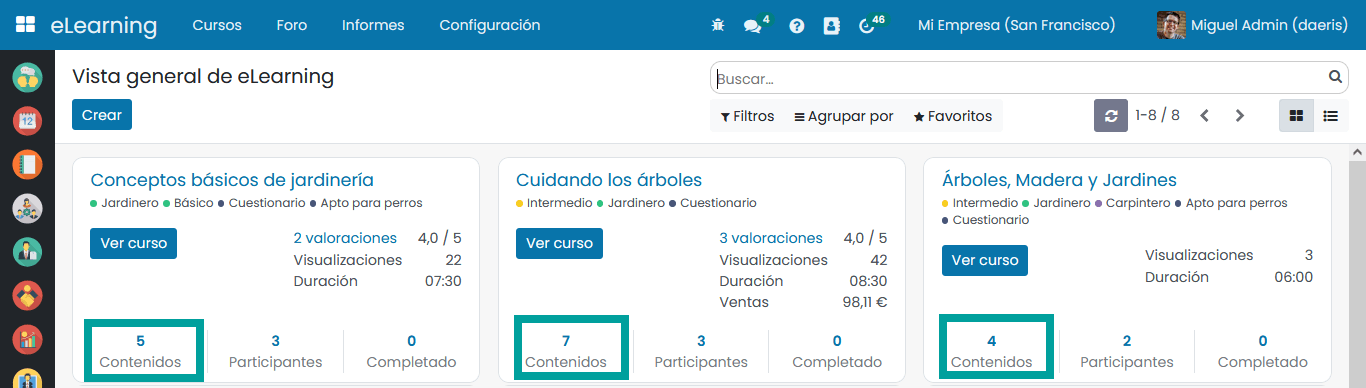 eLearning Cursos Foro Informes Configuración 4 46 Mi Empresa (San Francisco) Miguel Admin (daeris)
Vista general de eLearning
Buscar...
Crear
Filtros Agrupar por Favoritos 1-8 / 8
12
Conceptos básicos de jardinería
Jardinero Básico Cuestionario Apto para perros
Ver curso
2 valoraciones 4,0 / 5
Visualizaciones 22
Duración 07:30
5 3 0
Contenidos Participantes Completado
Cuidando los árboles
Intermedio Jardinero Cuestionario
Ver curso
3 valoraciones 4,0 / 5
Visualizaciones 42
Duración 08:30
Ventas 98,11 €
7 3 0
Contenidos Participantes Completado
Árboles, Madera y Jardines
Intermedio Jardinero Carpintero Apto para perros
Cuestionario
Ver curso
Visualizaciones 3
Duración 06:00
4 2 0
Contenidos Participantes Completado